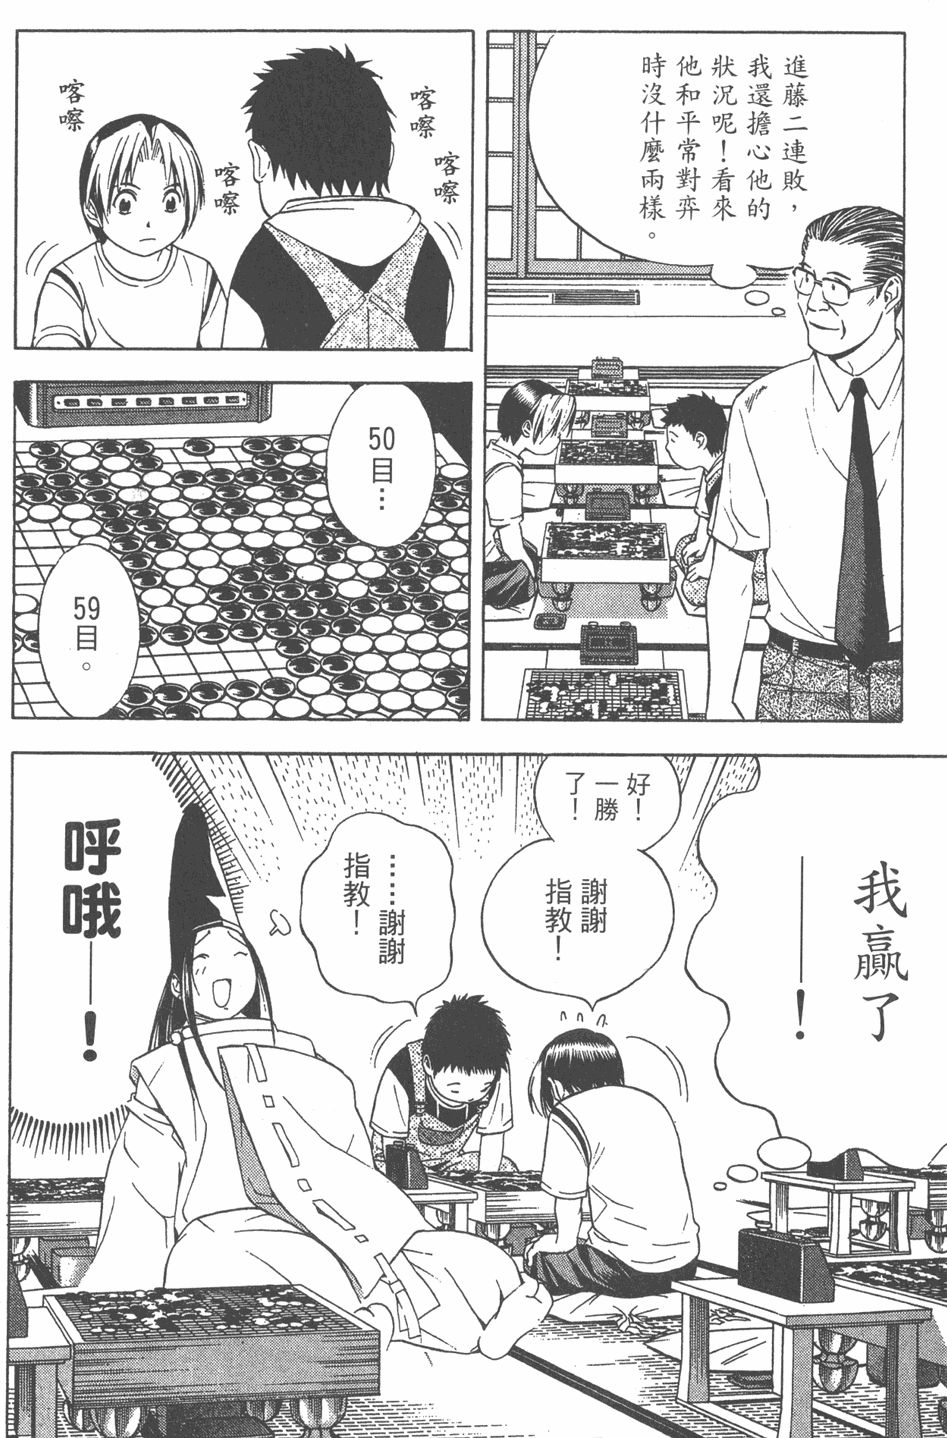 進藤二連敗，
我還擔心他的
狀況呢！看來
他和平常對弈
時沒什麼兩樣。
喀嚓
喀嚓
喀嚓
喀嚓
50目…
59目。
我贏了
——！
好！
一勝
了！
謝謝
指教！
……謝謝
指教！
呼哦——！